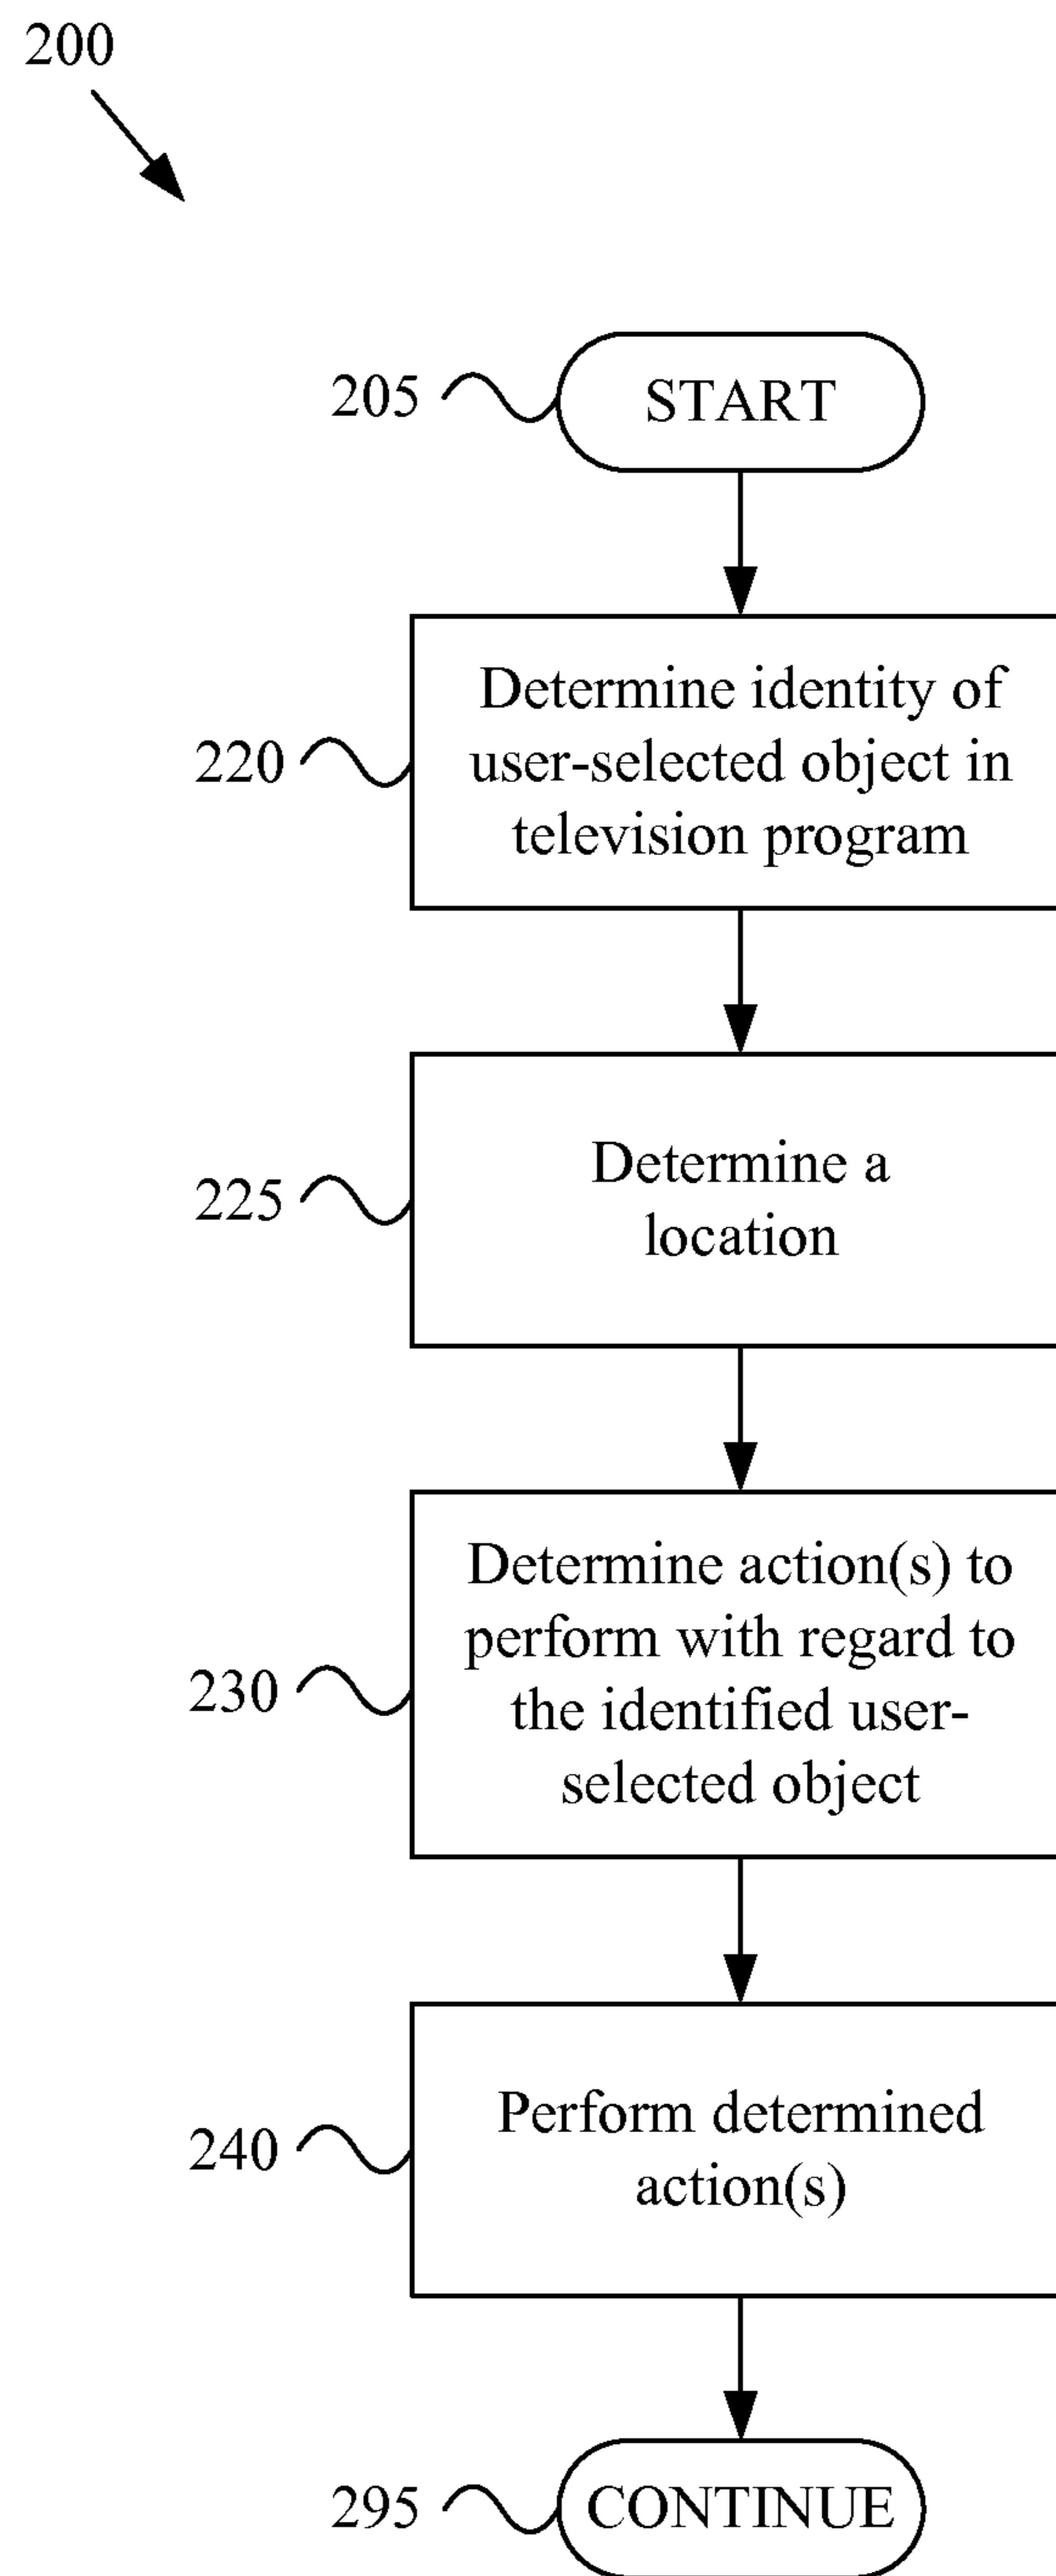 200
205
START
Determine identity of
220
user-selected object in
television program
Determine a
225
location
Determine action(s) to
perform with regard to
230
the identified user-
selected object
Perform determined
240
action(s)
295
CONTINUE